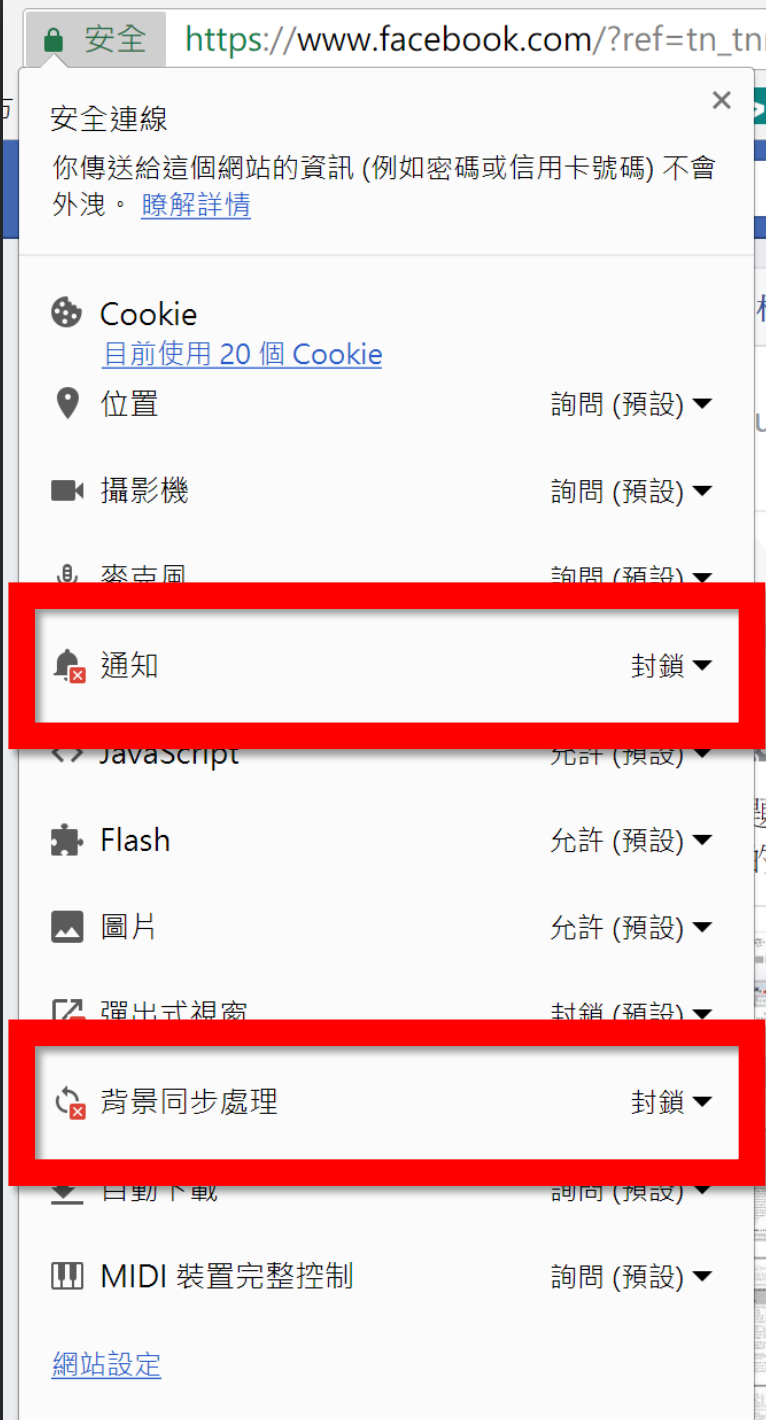 安全 https://www.facebook.com/?ref=tn_tn
安全連線
你傳送給這個網站的資訊 (例如密碼或信用卡號碼) 不會
外洩。 瞭解詳情
Cookie
目前使用 20 個 Cookie
位置 詢問 (預設)
攝影機 詢問 (預設)
麥克風 詢問 (預設)
通知 封鎖
JavaScript 允許 (預設)
Flash 允許 (預設)
圖片 允許 (預設)
彈出式視窗 封鎖 (預設)
背景同步處理 封鎖
自動下載 詢問 (預設)
MIDI 裝置完整控制 詢問 (預設)
網站設定